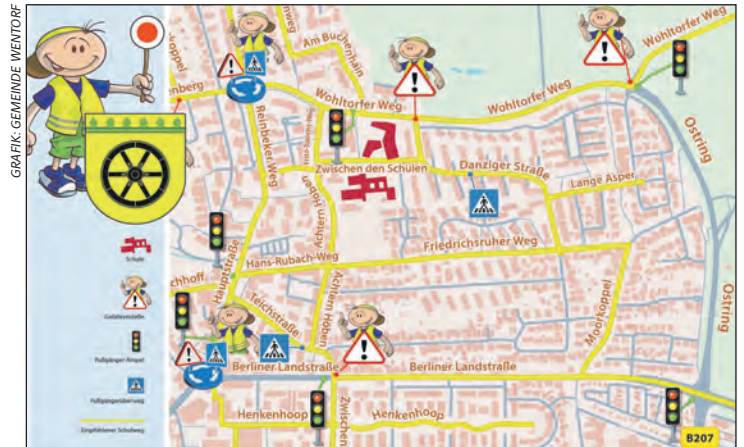 GRAFIK: GEMEINDE WENTORF
Schule
Gefahrenstelle
Fußgänger-Ampel
Fußgängerüberweg
Empfohlener Schulweg
Am Buchenhain
Wohltorfer Weg
Wohltorfer Weg
Wohltorfer Weg
Reinbeker Weg
Zwischen den Schulen
Danziger Straße
Lange Asper
Ostring
Achtern Höben
Friedrichsruher Weg
Hans-Rubach-Weg
Hauptstraße
Teichstraße
Achtern Höben
Moorkoppel
Ostring
Berliner Landstraße
Berliner Landstraße
Henkenhoop
Henkenhoop
Zwischen
B207